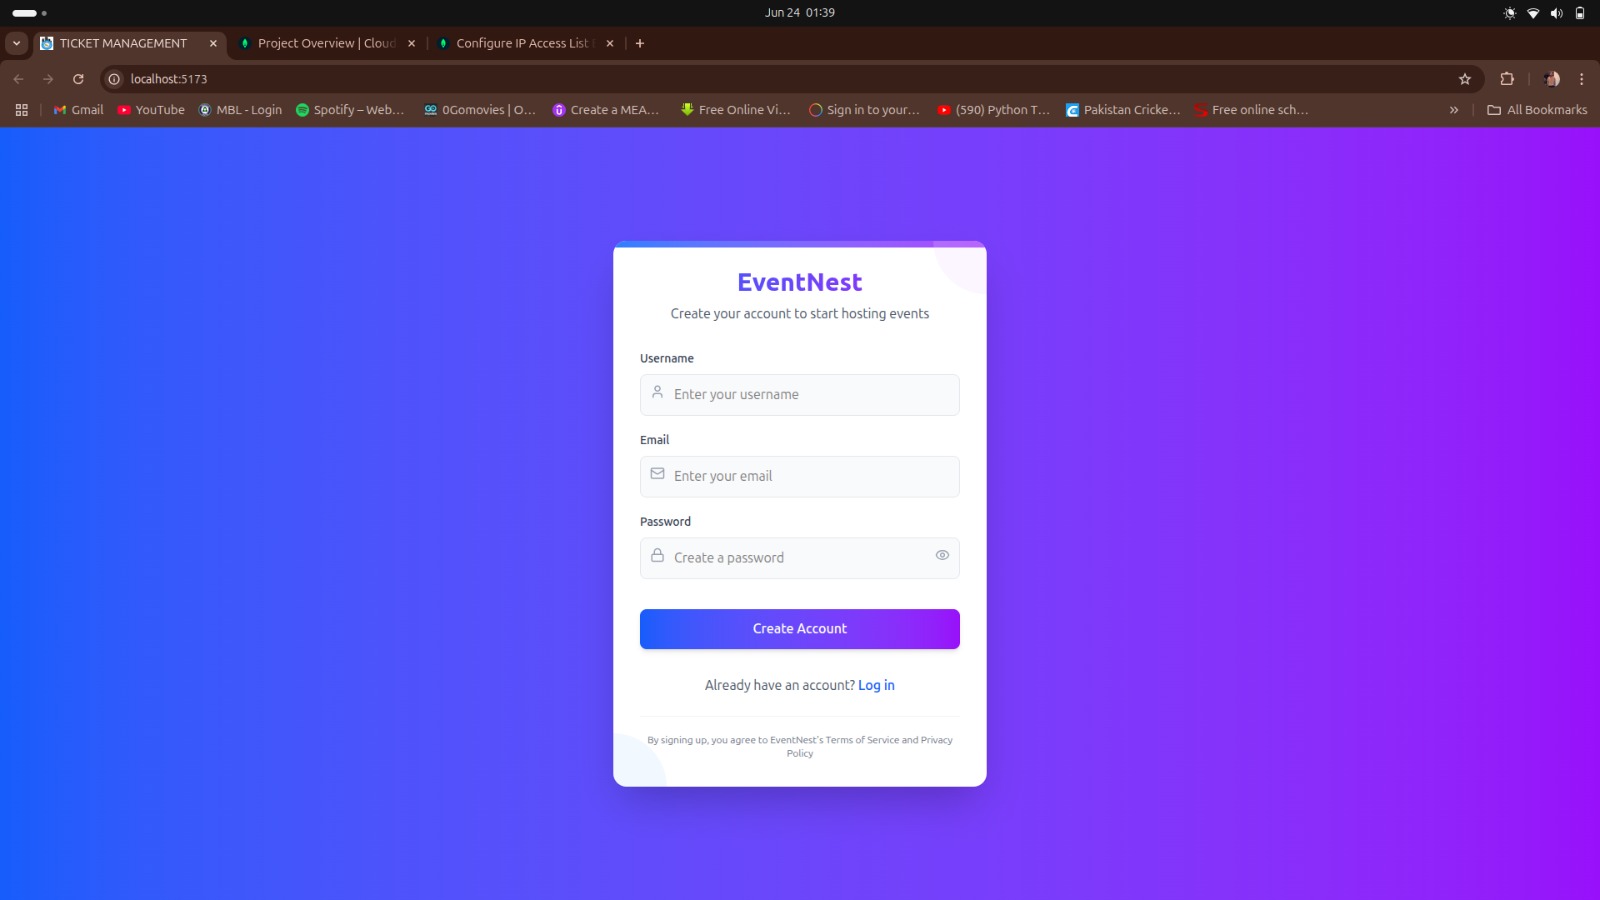 Jun 24 01:39
TICKET MANAGEMENT
Project Overview | Cloud
Configure IP Access List
localhost:5173
Gmail
YouTube
MBL - Login
Spotify – Web...
0Gomovies | O...
Create a MEA...
Free Online Vi...
Sign in to your...
(590) Python T...
Pakistan Cricke...
Free online sch...
All Bookmarks
EventNest
Create your account to start hosting events
Username
Enter your username
Email
Enter your email
Password
Create a password
Create Account
Already have an account? Log in
By signing up, you agree to EventNest's Terms of Service and Privacy
Policy